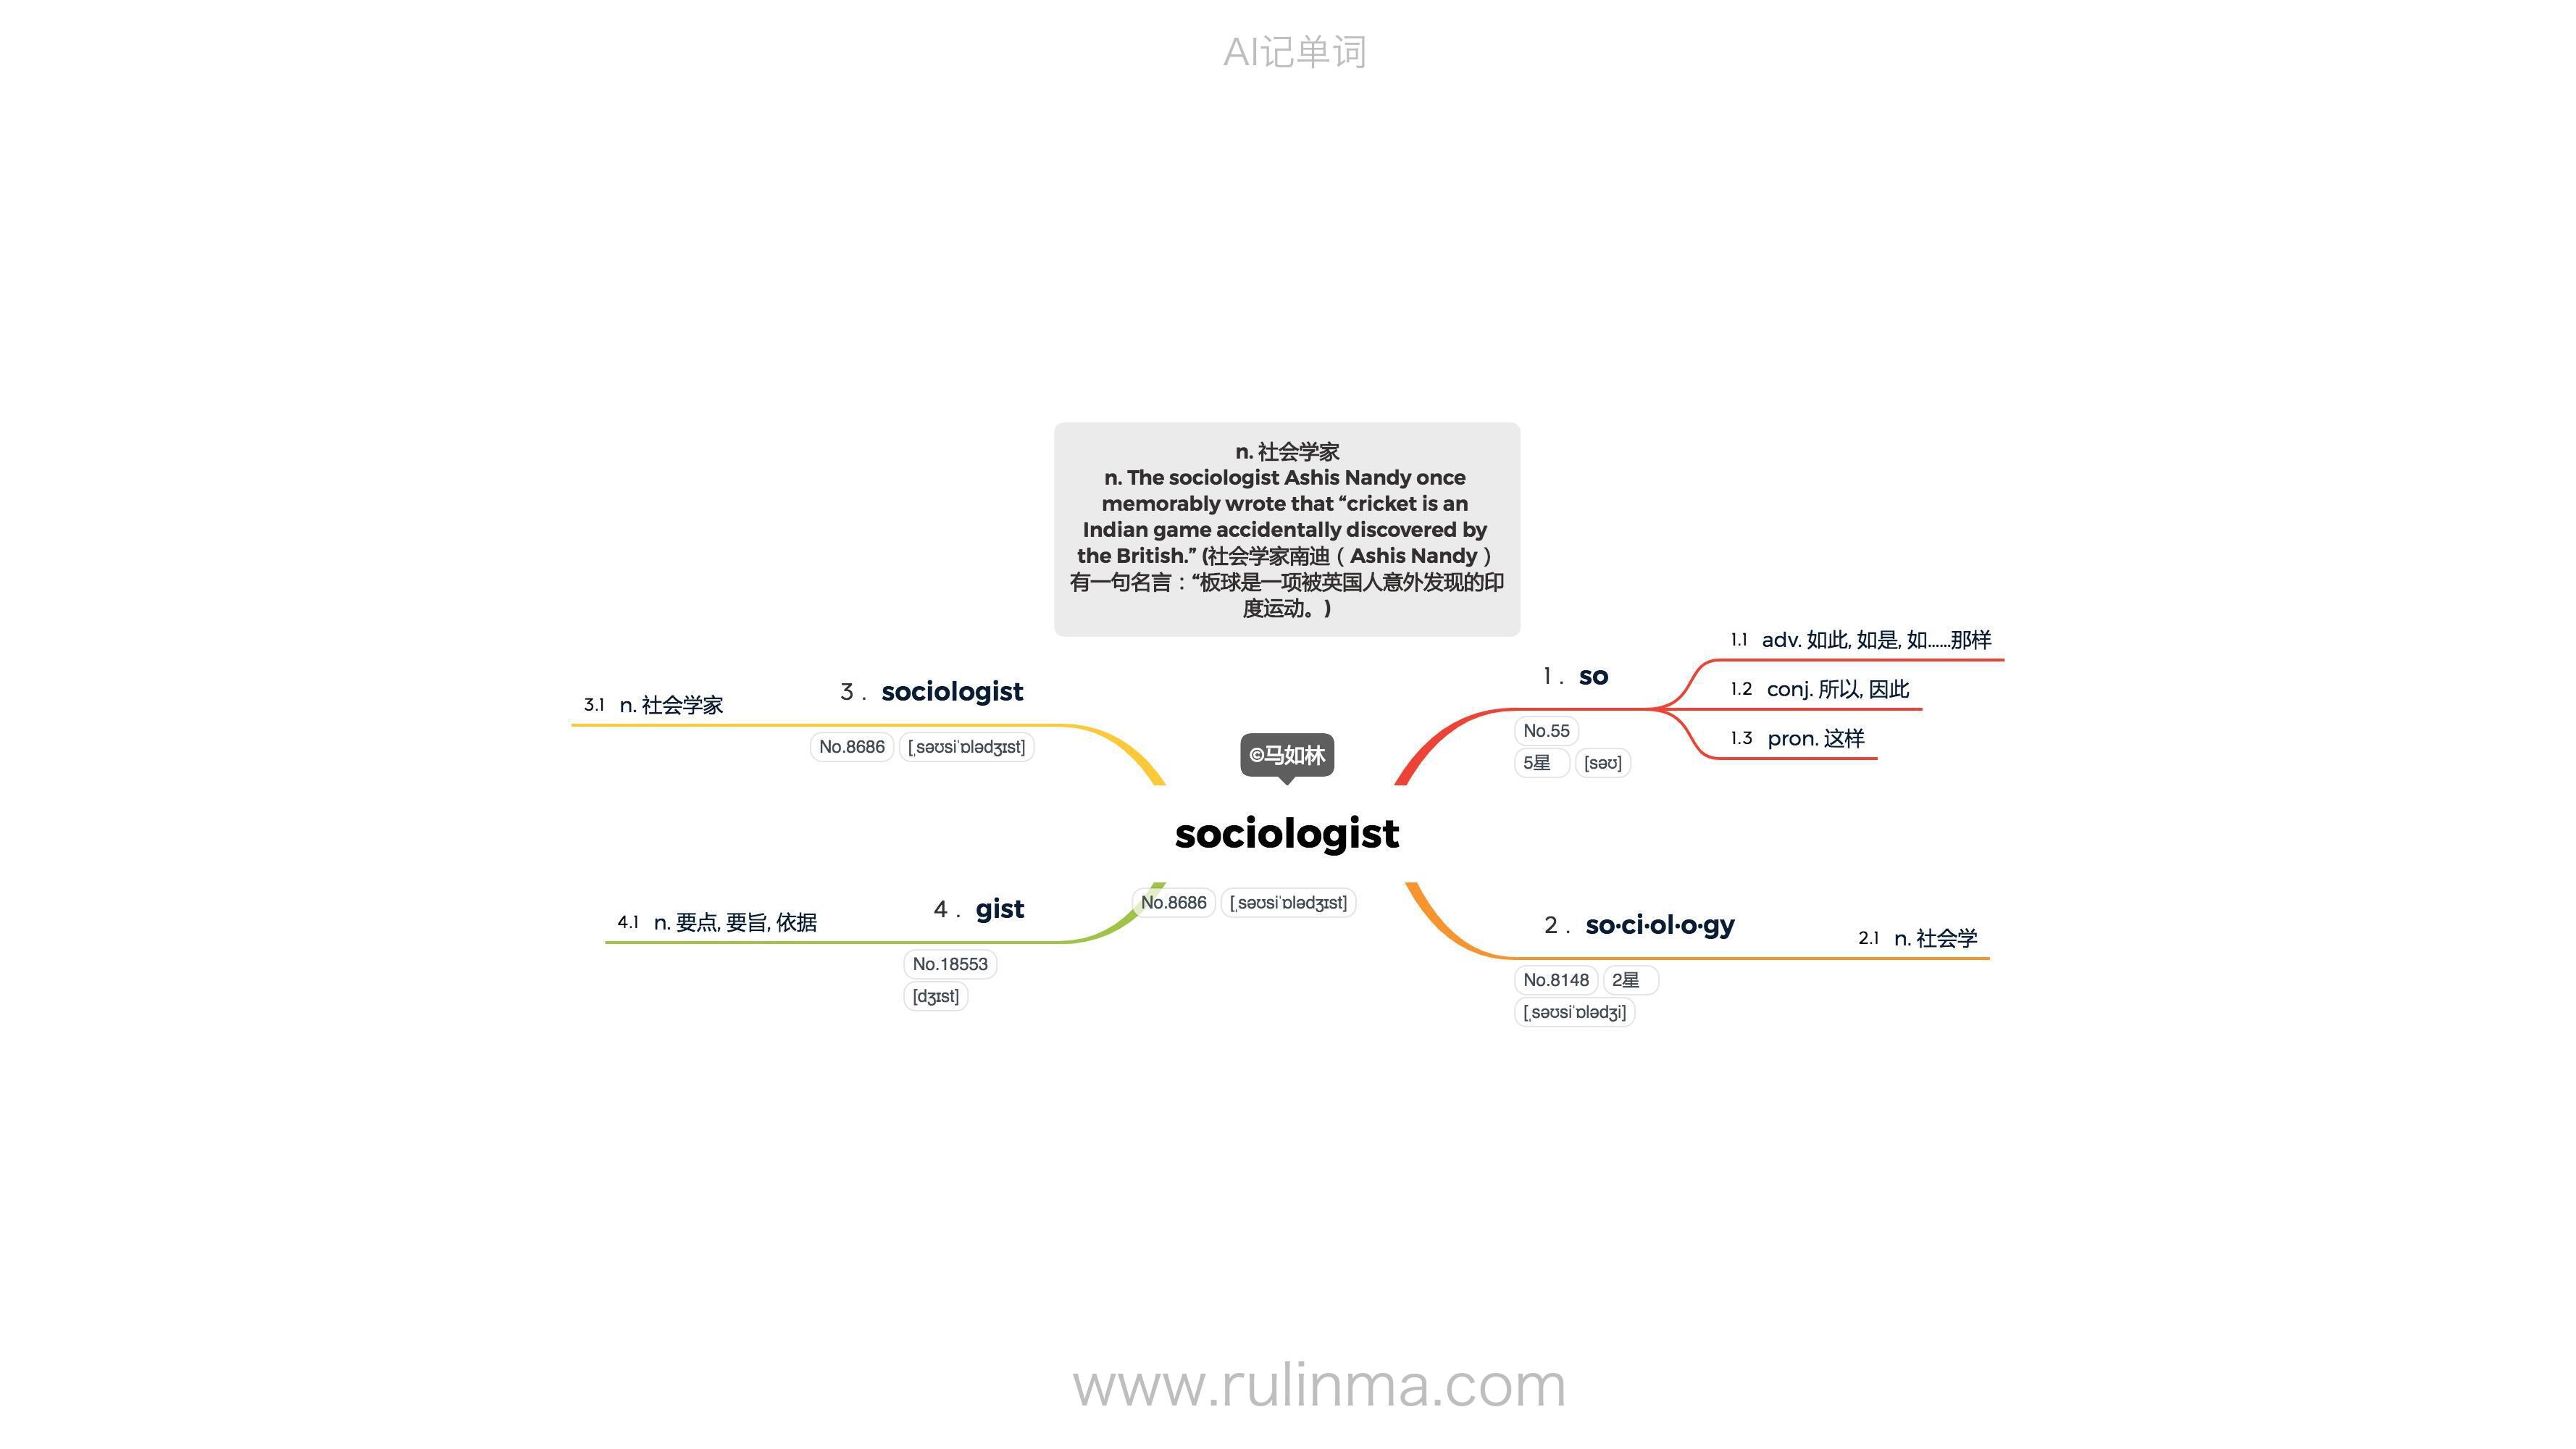 AI记单词
n. 社会学家
n. The sociologist Ashis Nandy once
memorably wrote that “cricket is an
Indian game accidentally discovered by
the British.” (社会学家南迪（Ashis Nandy）
有一句名言：“板球是一项被英国人意外发现的印
度运动。)
©马如林
sociologist
No.8686 [ˌsəʊsiˈɒlədʒɪst]
1. so
No.55
5星 [səʊ]
1.1 adv. 如此, 如是, 如……那样
1.2 conj. 所以, 因此
1.3 pron. 这样
2. so·ci·ol·o·gy
No.8148 2星
[ˌsəʊsiˈɒlədʒi]
2.1 n. 社会学
3. sociologist
No.8686 [ˌsəʊsiˈɒlədʒɪst]
3.1 n. 社会学家
4. gist
No.18553
[dʒɪst]
4.1 n. 要点, 要旨, 依据
www.rulinma.com